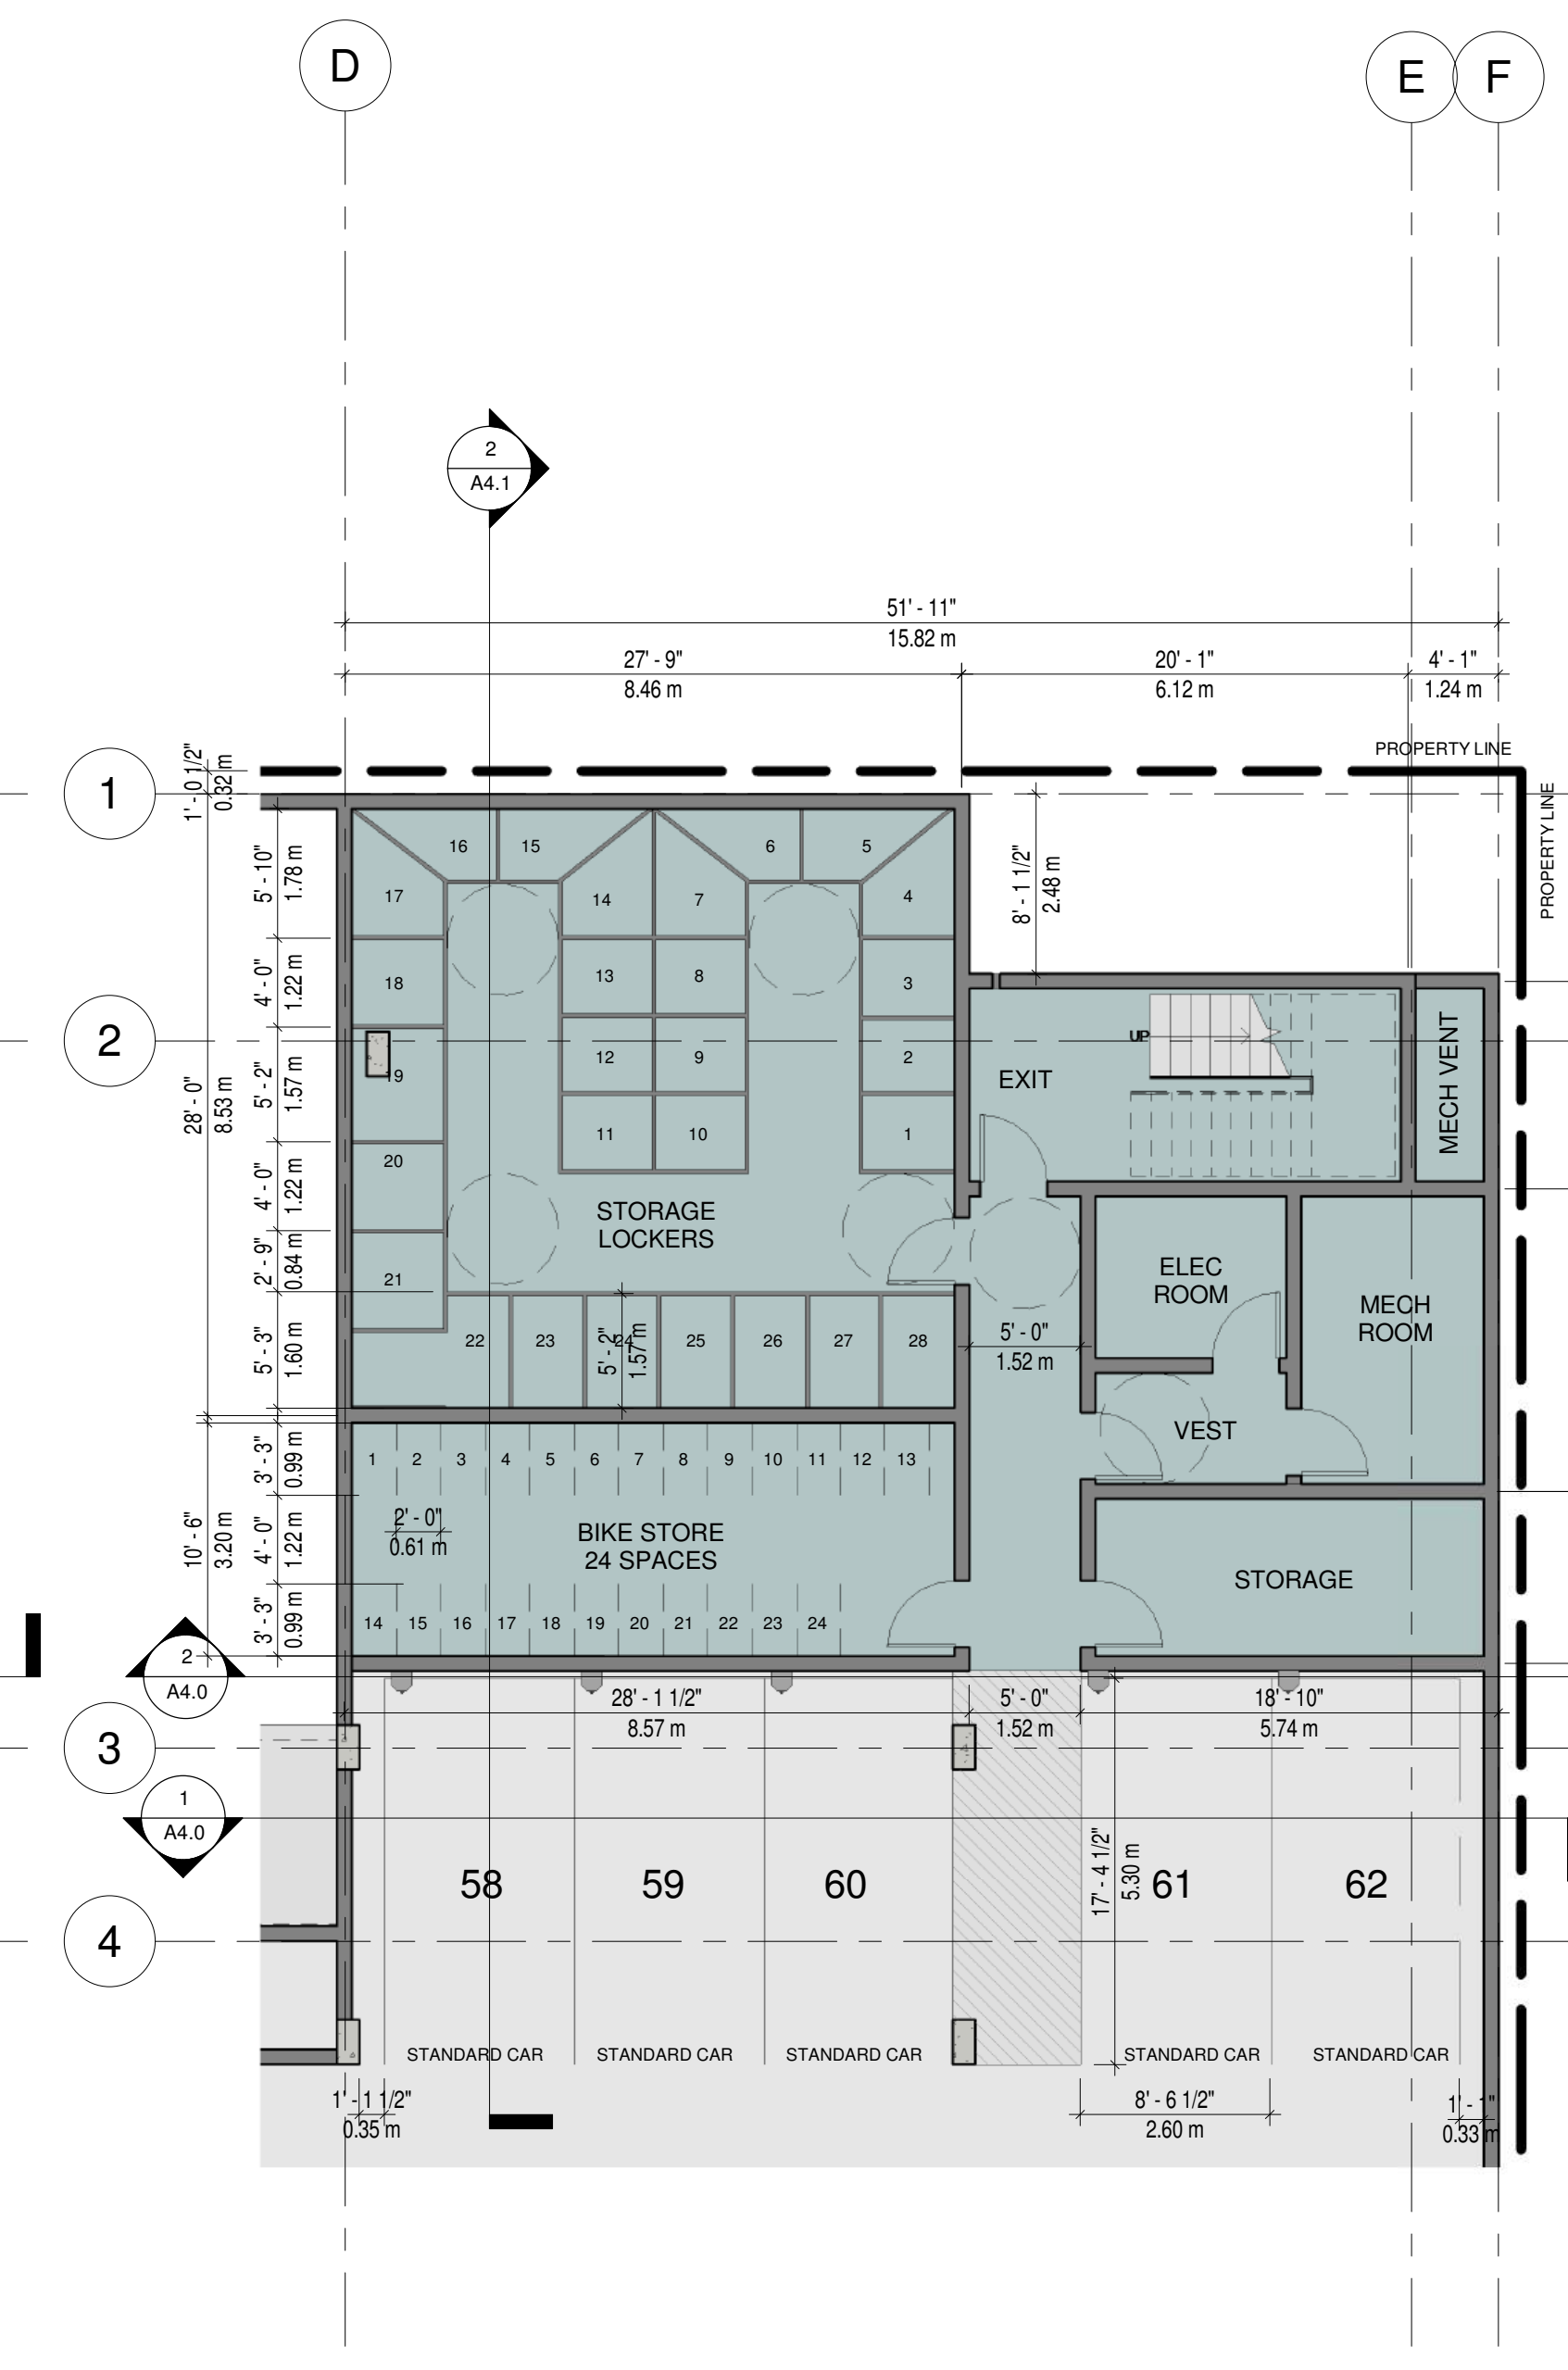 D
E
F
2
A4.1
51' - 11"
15.82 m
27' - 9"
8.46 m
20' - 1"
6.12 m
4' - 1"
1.24 m
PROPERTY LINE
PROPERTY LINE
1
1' - 0 1/2"
0.32 m
5' - 10"
1.78 m
8' - 1 1/2"
2.48 m
16
15
6
5
17
14
7
4
18
13
8
3
4' - 0"
1.22 m
2
12
9
2
19
5' - 2"
1.57 m
28' - 0"
8.53 m
UP
EXIT
MECH VENT
11
10
1
20
4' - 0"
1.22 m
STORAGE
LOCKERS
2' - 9"
0.84 m
21
ELEC
ROOM
MECH
ROOM
5' - 3"
1.60 m
22
23
24
5' - 2"
1.57 m
25
26
27
28
5' - 0"
1.52 m
VEST
3' - 3"
0.99 m
1
2
3
4
5
6
7
8
9
10
11
12
13
10' - 6"
3.20 m
4' - 0"
1.22 m
2' - 0"
0.61 m
BIKE STORE
24 SPACES
STORAGE
3' - 3"
0.99 m
14
15
16
17
18
19
20
21
22
23
24
2
A4.0
28' - 1 1/2"
8.57 m
5' - 0"
1.52 m
18' - 10"
5.74 m
3
1
A4.0
17' - 4 1/2"
5.30 m
58
59
60
61
62
4
STANDARD CAR
STANDARD CAR
STANDARD CAR
STANDARD CAR
STANDARD CAR
1' - 1 1/2"
0.35 m
8' - 6 1/2"
2.60 m
1' - 1"
0.33 m